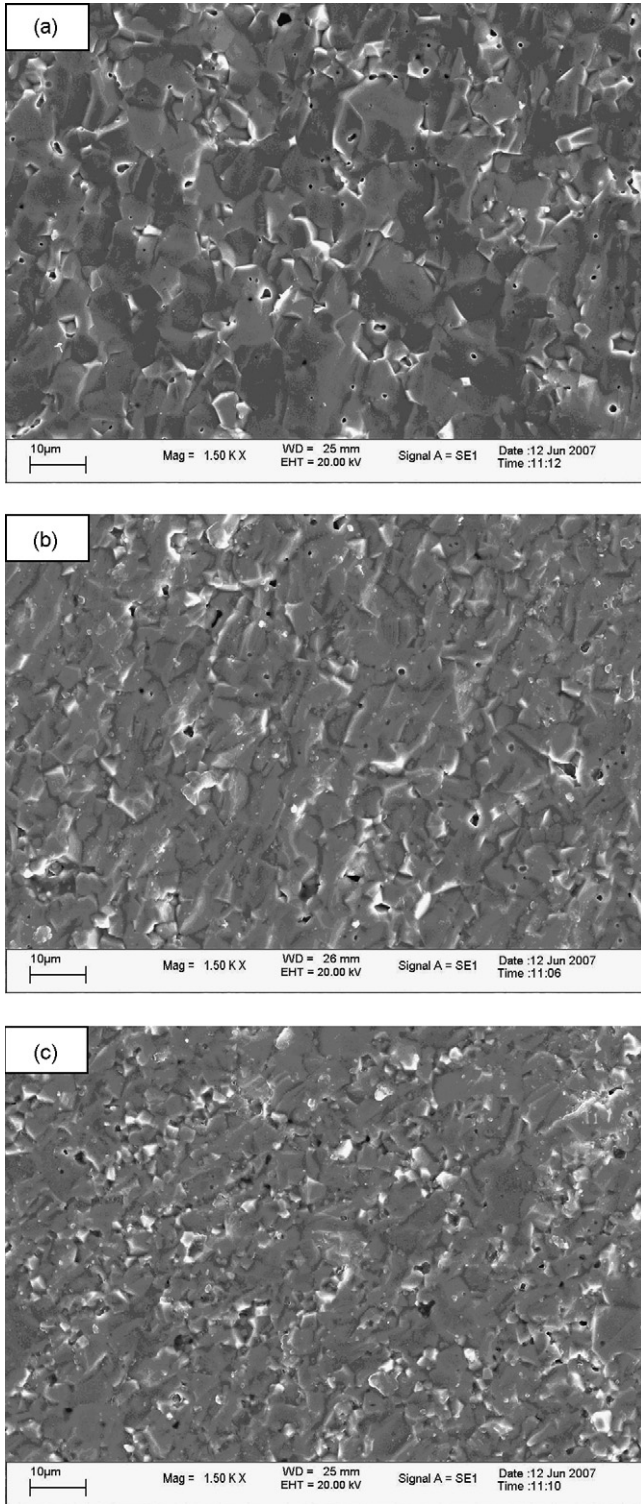 (a)
10µm
Mag = 1.50 K X
WD = 25 mm
EHT = 20.00 kV
Signal A = SE1
Date :12 Jun 2007
Time :11:12
(b)
10µm
Mag = 1.50 K X
WD = 26 mm
EHT = 20.00 kV
Signal A = SE1
Date :12 Jun 2007
Time :11:06
(c)
10µm
Mag = 1.50 K X
WD = 25 mm
EHT = 20.00 kV
Signal A = SE1
Date :12 Jun 2007
Time :11:10